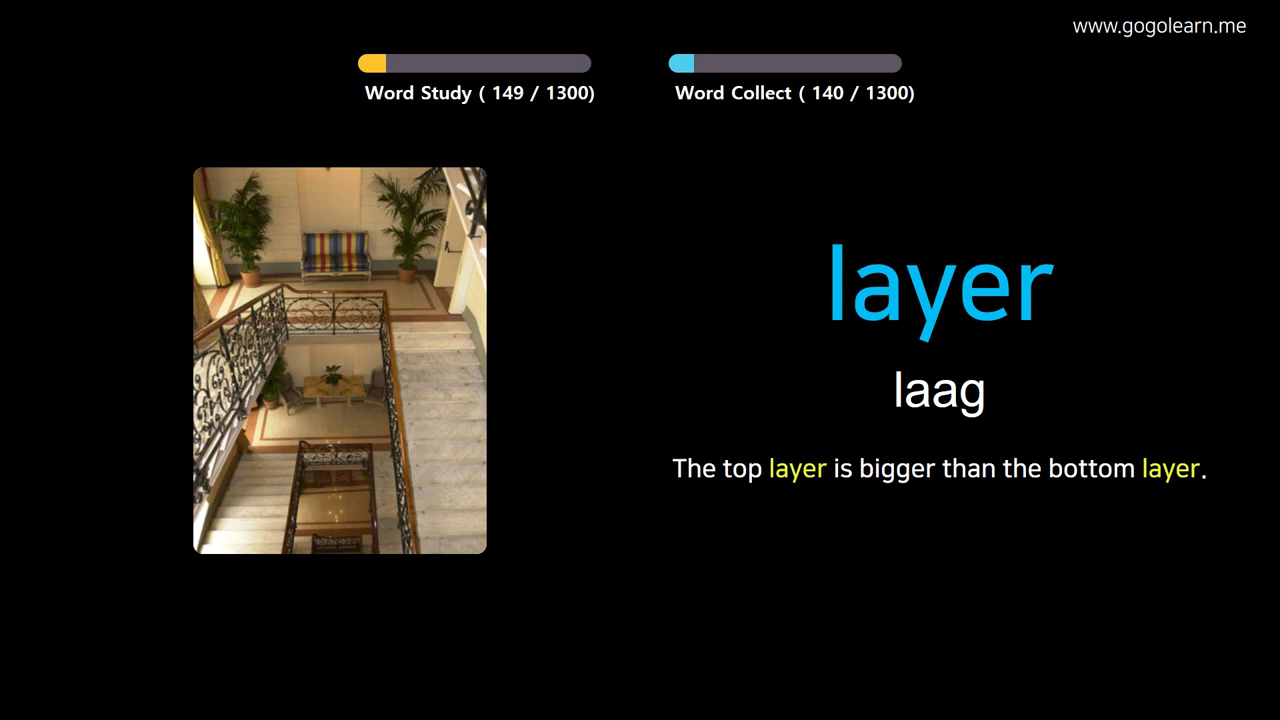 www.gogolearn.me
Word Study ( 149 / 1300)
Word Collect ( 140 / 1300)
layer
laag
The top layer is bigger than the bottom layer.